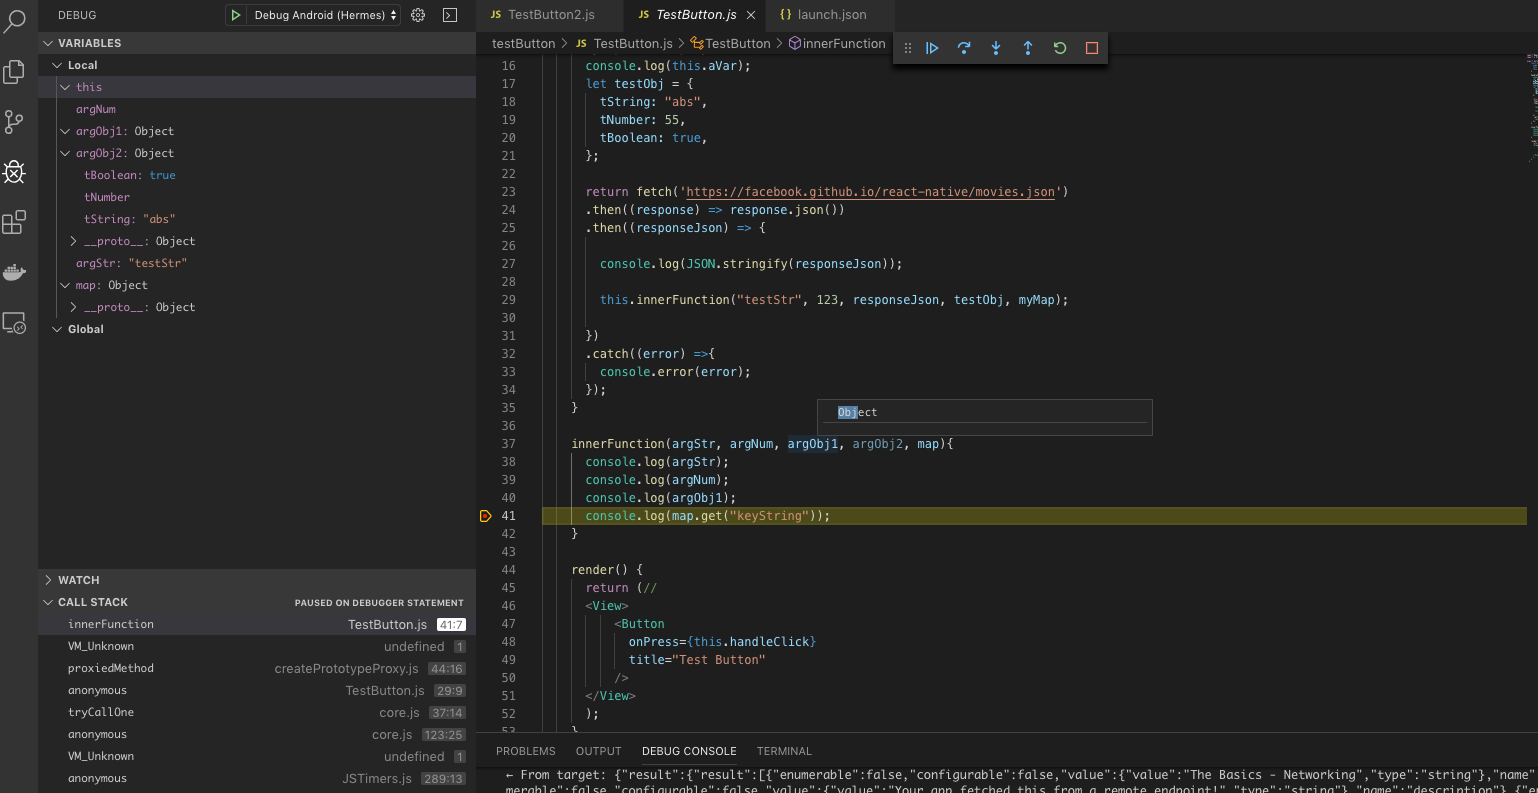 DEBUG
Debug Android (Hermes)
VARIABLES
Local
this
argNum
argObj1: Object
argObj2: Object
tBoolean: true
tNumber
tString: "abs"
__proto__: Object
argStr: "testStr"
map: Object
__proto__: Object
Global
WATCH
CALL STACK PAUSED ON DEBUGGER STATEMENT
innerFunction TestButton.js 41:7
VM_Unknown undefined 1
proxiedMethod createPrototypeProxy.js 44:16
anonymous TestButton.js 29:9
tryCallOne core.js 37:14
anonymous core.js 123:25
VM_Unknown undefined 1
anonymous JSTimers.js 289:13
JS TestButton2.js JS TestButton.js {} launch.json
testButton > JS TestButton.js > TestButton > innerFunction
16 console.log(this.aVar);
17 let testObj = {
18 tString: "abs",
19 tNumber: 55,
20 tBoolean: true,
21 };
22
23 return fetch('https://facebook.github.io/react-native/movies.json')
24 .then((response) => response.json())
25 .then((responseJson) => {
26
27 console.log(JSON.stringify(responseJson));
28
29 this.innerFunction("testStr", 123, responseJson, testObj, myMap);
30
31 })
32 .catch((error) =>{
33 console.error(error);
34 });
35 }
36
Object
37 innerFunction(argStr, argNum, argObj1, argObj2, map){
38 console.log(argStr);
39 console.log(argNum);
40 console.log(argObj1);
41 console.log(map.get("keyString"));
42 }
43
44 render() {
45 return (//
46 <View>
47 <Button
48 onPress={this.handleClick}
49 title="Test Button"
50 />
51 </View>
52 );
53 }
PROBLEMS OUTPUT DEBUG CONSOLE TERMINAL
← From target: {"result":{"result":[{"enumerable":false,"configurable":false,"value":{"value":"The Basics - Networking","type":"string"},"name"
merable":false,"configurable":false,"value":{"value":"Your app fetched this from a remote endpoint!","type":"string"},"name":"description"},{"e